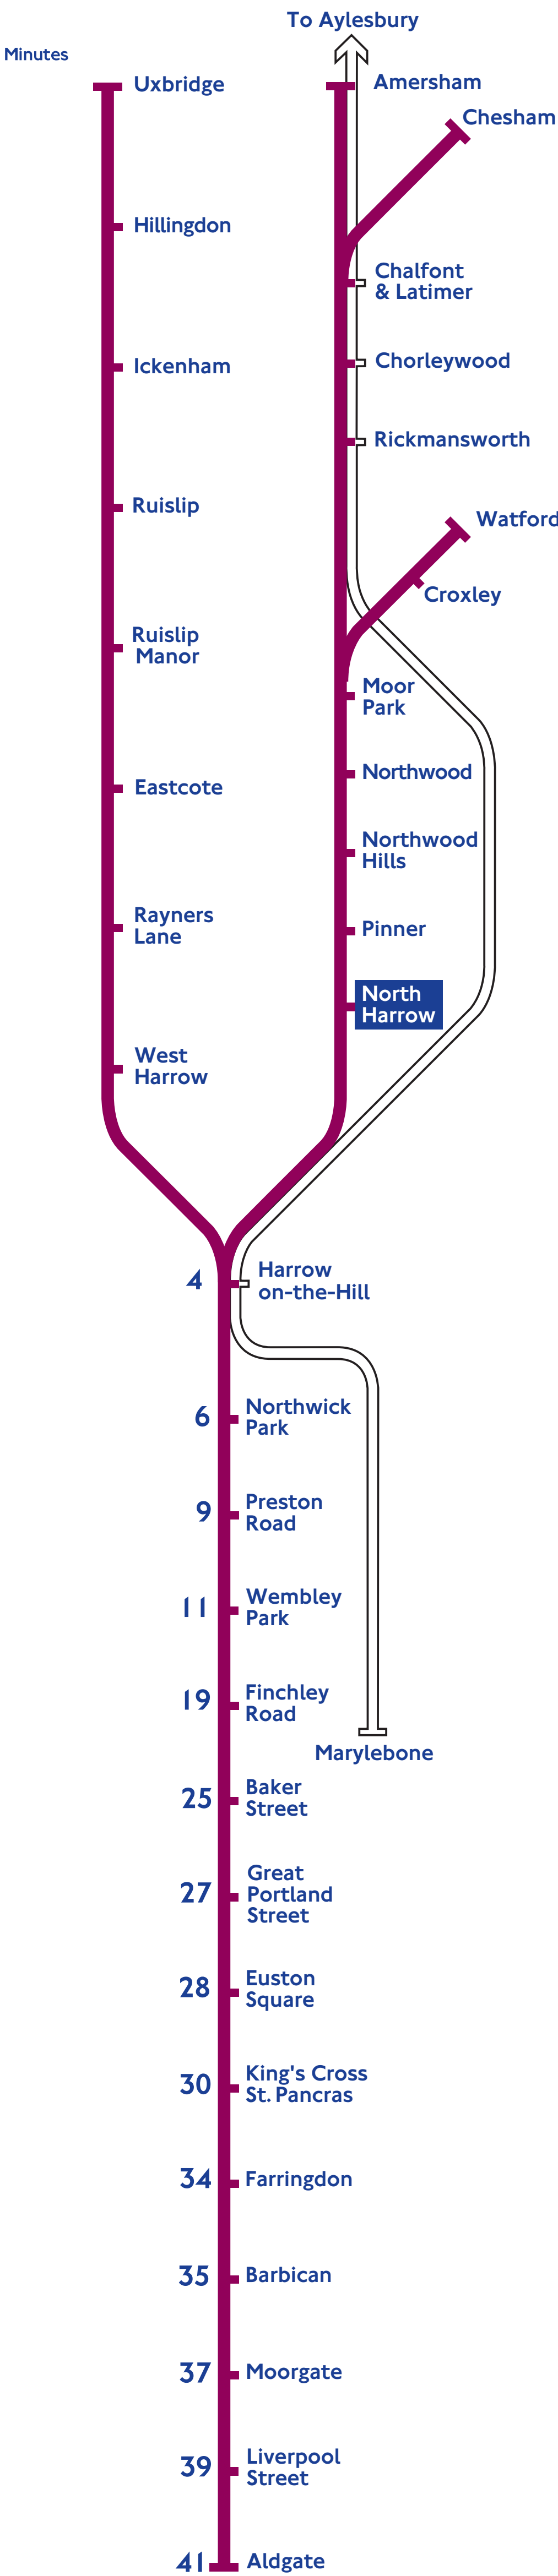 To Aylesbury
Minutes
Uxbridge
Amersham
Chesham
Hillingdon
Chalfont
& Latimer
Ickenham
Chorleywood
Rickmansworth
Ruislip
Watford
Croxley
Ruislip
Manor
Moor
Park
Northwood
Eastcote
Northwood
Hills
Rayners
Lane
Pinner
North
Harrow
West
Harrow
4
Harrow
on-the-Hill
6
Northwick
Park
9
Preston
Road
11
Wembley
Park
19
Finchley
Road
Marylebone
25
Baker
Street
27
Great
Portland
Street
28
Euston
Square
30
King's Cross
St. Pancras
34
Farringdon
35
Barbican
37
Moorgate
39
Liverpool
Street
41
Aldgate